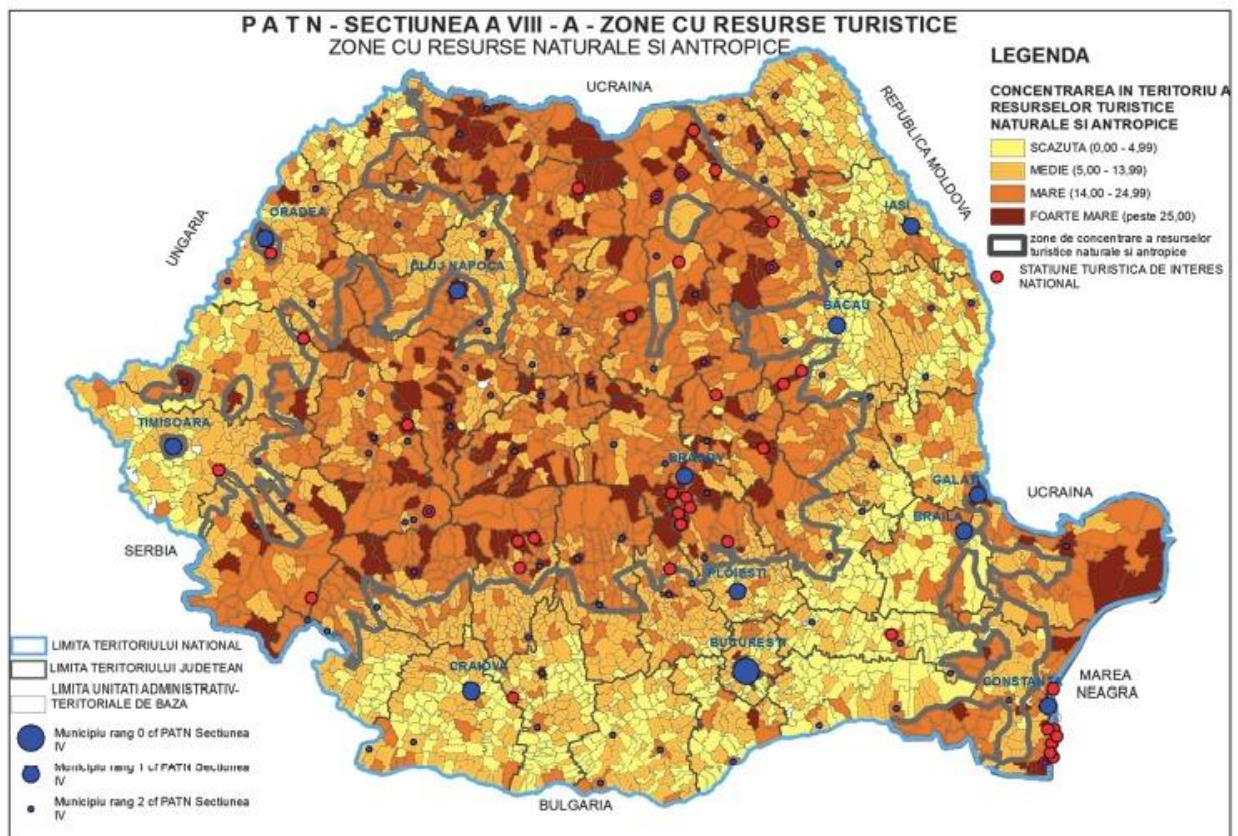 P A T N - SECTIUNEA A VIII - A - ZONE CU RESURSE TURISTICE
ZONE CU RESURSE NATURALE SI ANTROPICE
LEGENDA
CONCENTRAREA IN TERITORIU A
RESURSELOR TURISTICE
NATURALE SI ANTROPICE
SCAZUTA (0,00 - 4,99)
MEDIE (5,00 - 13,99)
MARE (14,00 - 24,99)
FOARTE MARE (peste 25,00)
zone de concentrare a resurselor
turistice naturale si antropice
STATIUNE TURISTICA DE INTERES
NATIONAL
UCRAINA
REPUBLICA MOLDOVA
UNGARIA
ORADEA
IASI
CLUJ NAPOCA
BACAU
TIMISOARA
BRASOV
GALATI
UCRAINA
BRAILA
SERBIA
PLOIESTI
BUCURESTI
CRAIOVA
CONSTANTA
MAREA
NEAGRA
BULGARIA
LIMITA TERITORIULUI NATIONAL
LIMITA TERITORIULUI JUDETEAN
LIMITA UNITATI ADMINISTRATIV-
TERITORIALE DE BAZA
Municipiu rang 0 cf PATN Sectiunea
IV
Municipiu rang 1 cf PATN Sectiunea
IV
Municipiu rang 2 cf PATN Sectiunea
IV